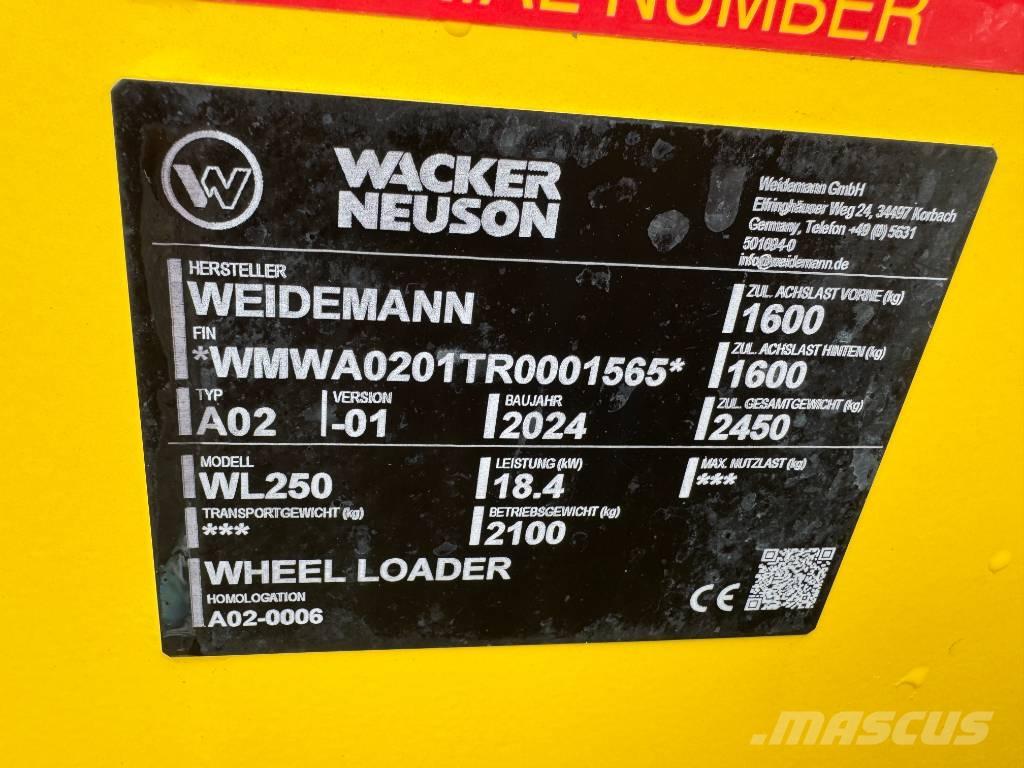 NUMBER
WACKER
NEUSON
Weidemann GmbH
Elfringhäuser Weg 24, 34497 Korbach
Germany, Telefon +49 (0) 5631
501694-0
info@weidemann.de
HERSTELLER
WEIDEMANN
FIN
*WMWA0201TR0001565*
ZUL. ACHSLAST VORNE (kg)
1600
ZUL. ACHSLAST HINTEN (kg)
1600
TYP
A02
VERSION
-01
BAUJAHR
2024
ZUL. GESAMTGEWICHT (kg)
2450
MODELL
WL250
LEISTUNG (kW)
18.4
MAX. NUTZLAST (kg)
***
TRANSPORTGEWICHT (kg)
***
BETRIEBSGEWICHT (kg)
2100
WHEEL LOADER
HOMOLOGATION
A02-0006
CE
MASCUS